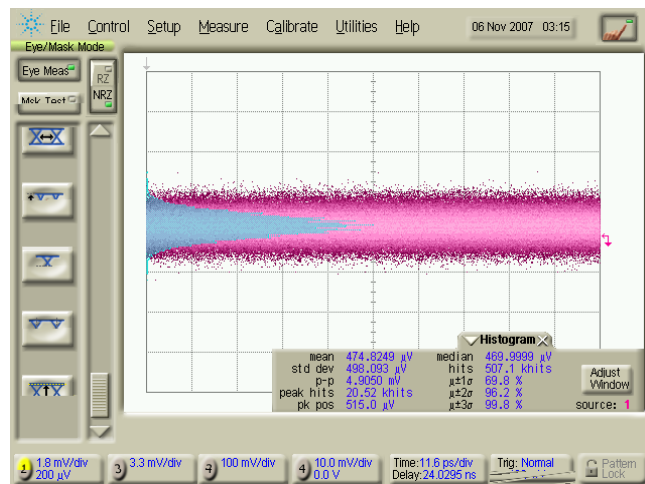 File Control Setup Measure Calibrate Utilities Help 06 Nov 2007 03:15
Eye/Mask Mode
Eye Meas
RZ
NRZ
Histogram
mean 474.8249 µV median 469.9999 µV
std dev 498.093 µV hits 507.1 khits
p-p 4.9050 mV µ±1σ 69.8 %
peak hits 20.52 khits µ±2σ 96.2 %
pk pos 515.0 µV µ±3σ 99.8 %
Adjust
Window
source: 1
1.8 mV/div
200 µV
3 3.3 mV/div
100 mV/div
4 10.0 mV/div
0.0 V
Time:11.6 ps/div
Delay:24.0295 ns
Trig: Normal
Pattern
Lock